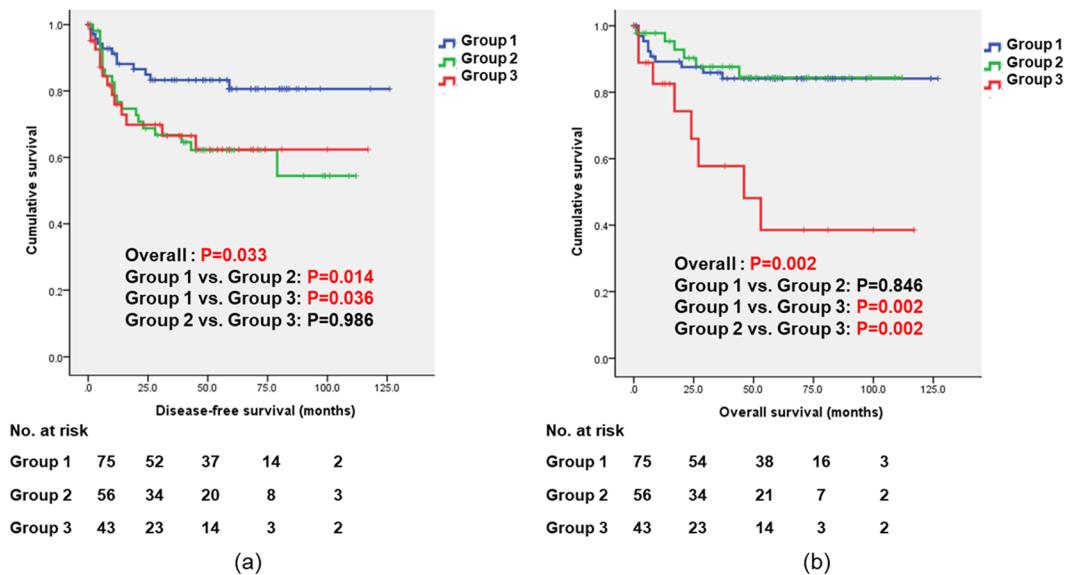 Cumulative survival
1.0
0.8
0.6
0.4
0.2
0.0
.0 25.0 50.0 75.0 100.0 125.0
Disease-free survival (months)
Group 1
Group 2
Group 3
Overall : P=0.033
Group 1 vs. Group 2: P=0.014
Group 1 vs. Group 3: P=0.036
Group 2 vs. Group 3: P=0.986
No. at risk
Group 1 75 52 37 14 2
Group 2 56 34 20 8 3
Group 3 43 23 14 3 2
(a)
Cumulative survival
1.0
0.8
0.6
0.4
0.2
0.0
.0 25.0 50.0 75.0 100.0 125.0
Overall survival (months)
Group 1
Group 2
Group 3
Overall : P=0.002
Group 1 vs. Group 2: P=0.846
Group 1 vs. Group 3: P=0.002
Group 2 vs. Group 3: P=0.002
No. at risk
Group 1 75 54 38 16 3
Group 2 56 34 21 7 2
Group 3 43 23 14 3 2
(b)